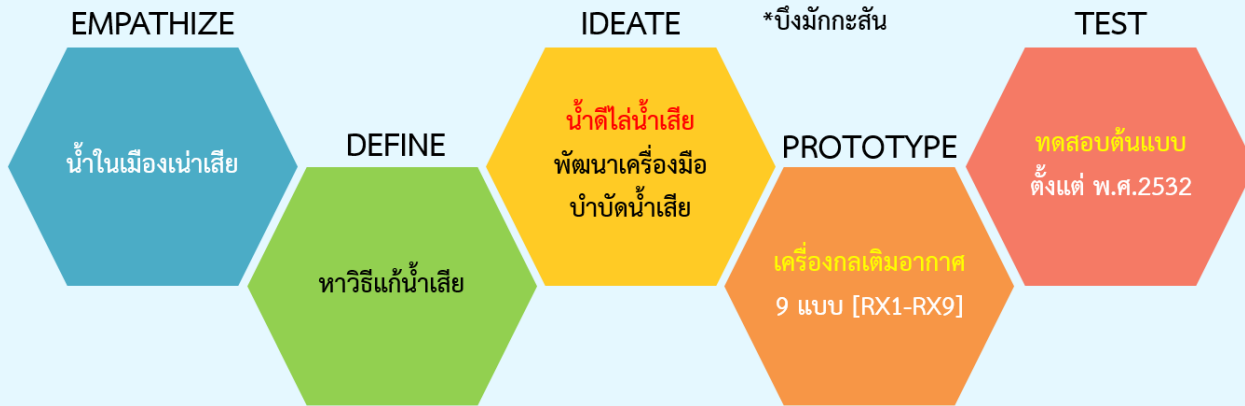 EMPATHIZE
น้ำในเมืองเน่าเสีย
DEFINE
หาวิธีแก้น้ำเสีย
IDEATE
*บึงมักกะสัน
น้ำดีไล่น้ำเสีย
พัฒนาเครื่องมือ
บำบัดน้ำเสีย
PROTOTYPE
เครื่องกลเติมอากาศ
9 แบบ [RX1-RX9]
TEST
ทดสอบต้นแบบ
ตั้งแต่ พ.ศ.2532